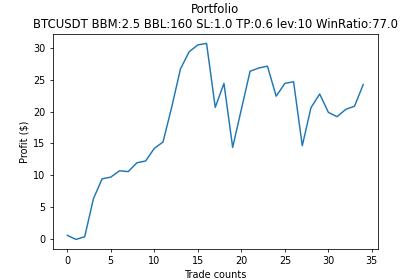 Portfolio
BTCUSDT BBM:2.5 BBL:160 SL:1.0 TP:0.6 lev:10 WinRatio:77.0
30
25
20
15
10
5
0
Profit ($)
0 5 10 15 20 25 30 35
Trade counts